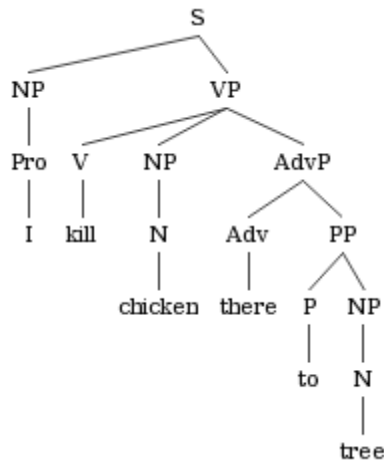 S
NP VP
Pro V NP AdvP
I kill N Adv PP
chicken there P NP
to N
tree